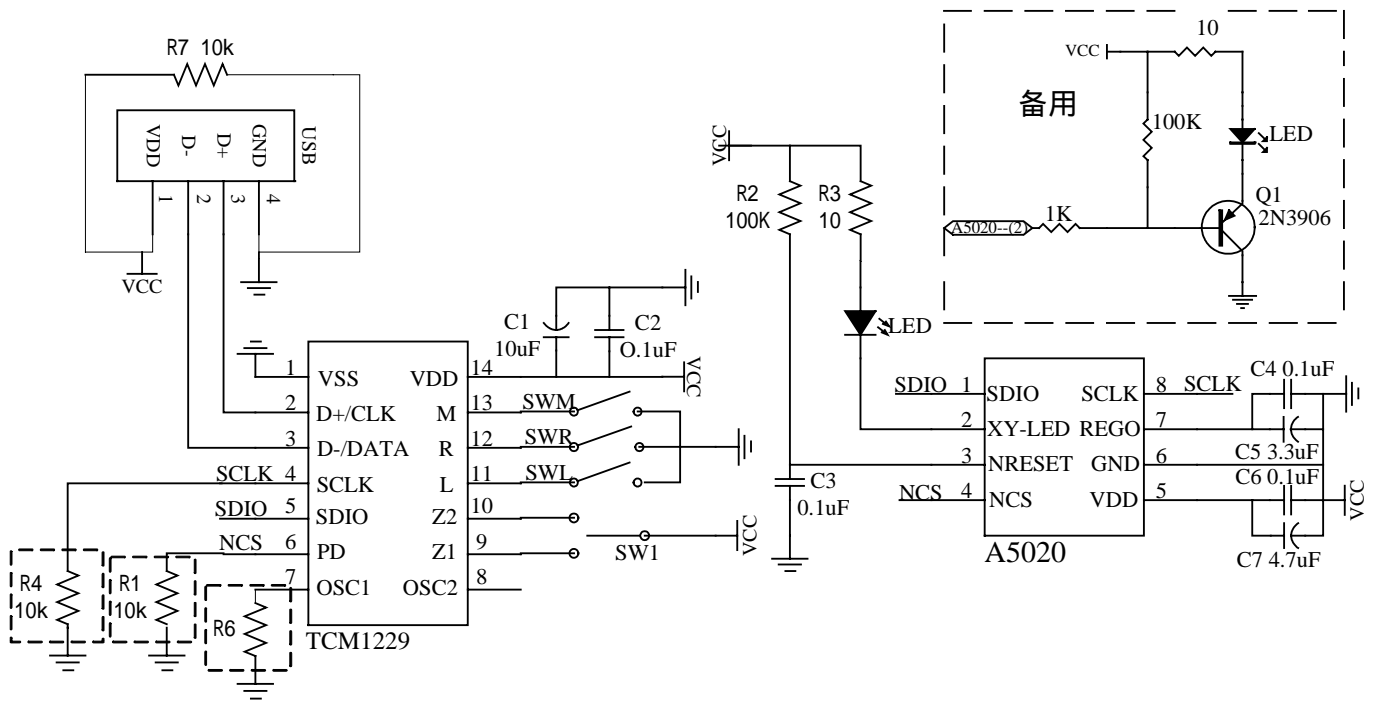 R7 10k
VDD
D-
D+
GND
USB
1
2
3
4
VCC
C1
10uF
C2
O.1uF
VCC
1
2
3
4
5
6
7
VSS
D+/CLK
D-/DATA
SCLK
SDIO
PD
OSC1
VDD
M
R
L
Z2
Z1
OSC2
14
13
12
11
10
9
8
SCLK
SDIO
NCS
SWM
SWR
SWL
SW1
VCC
TCM1229
R4
10k
R1
10k
R6
VCC
R2
100K
R3
10
LED
C3
0.1uF
SDIO
NCS
1
2
3
4
SDIO
XY-LED
NRESET
NCS
SCLK
REGO
GND
VDD
8
7
6
5
SCLK
A5020
C4 0.1uF
C5 3.3uF
C6 0.1uF
C7 4.7uF
VCC
备用
VCC
10
100K
LED
A5020--(2)
1K
Q1
2N3906